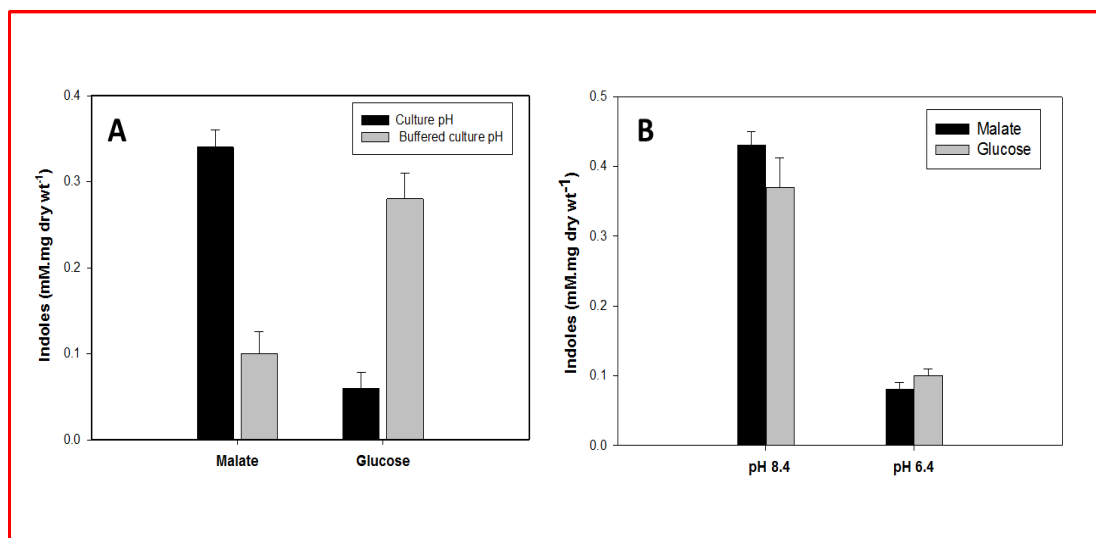 A
Culture pH
Buffered culture pH
Indoles (mM.mg dry wt⁻¹)
0.4
0.3
0.2
0.1
0.0
Malate Glucose
B
Malate
Glucose
Indoles (mM.mg dry wt⁻¹)
0.5
0.4
0.3
0.2
0.1
0.0
pH 8.4 pH 6.4